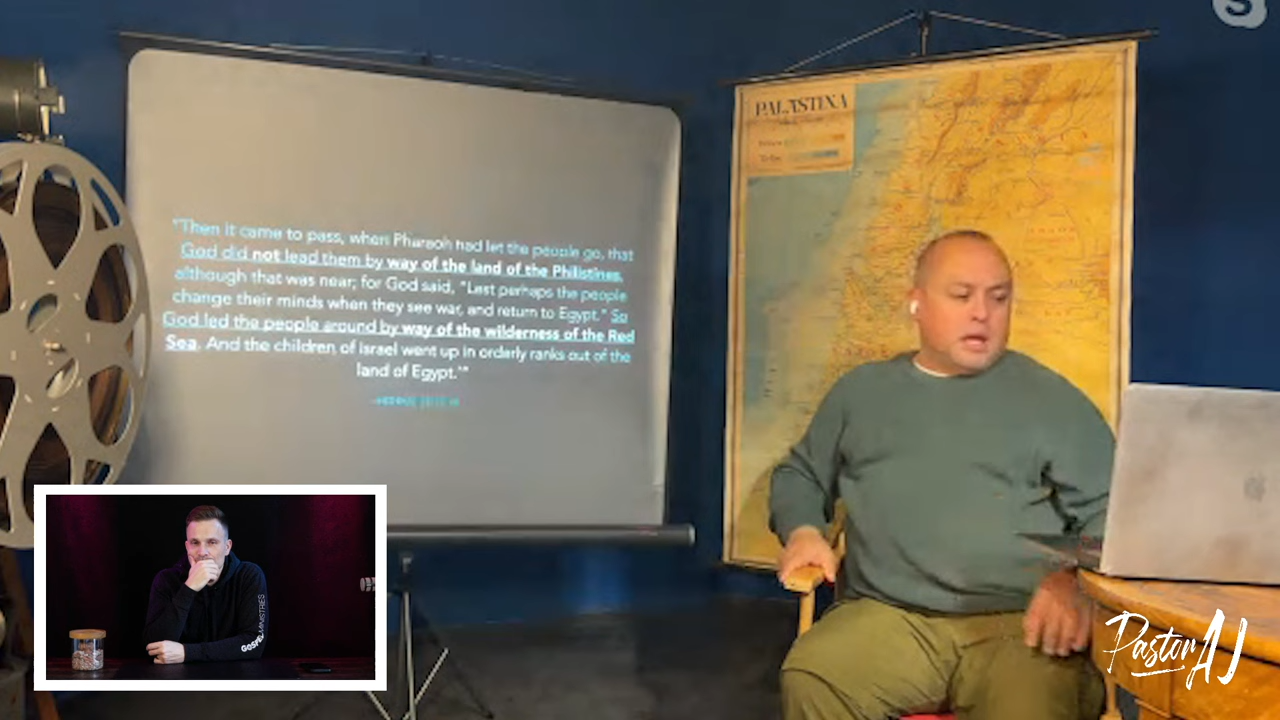 "Then it came to pass, when Pharaoh had let the people go, that
God did not lead them by way of the land of the Philistines,
although that was near; for God said, "Lest perhaps the people
change their minds when they see war, and return to Egypt." So
God led the people around by way of the wilderness of the Red
Sea. And the children of Israel went up in orderly ranks out of the
land of Egypt.'"
PALÄSTINA
GOSPEL MINISTRIES
Pastor AJ
S